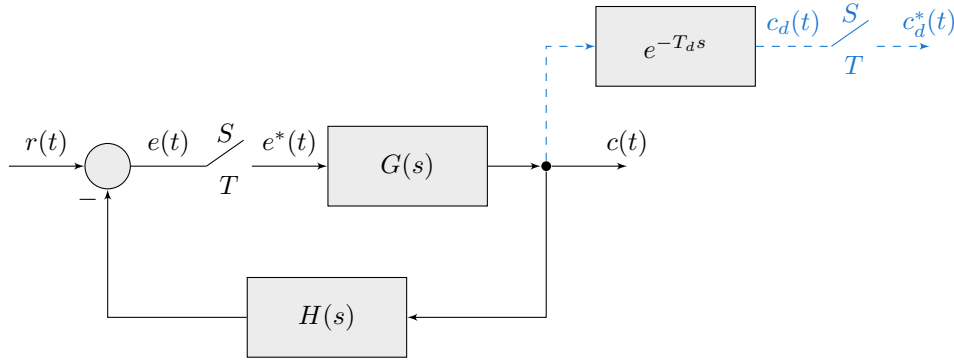 $e^{-T_d s}$
$c_d(t)$
$S$
$T$
$c_d^*(t)$
$r(t)$
$-$
$e(t)$
$S$
$T$
$e^*(t)$
$G(s)$
$c(t)$
$H(s)$